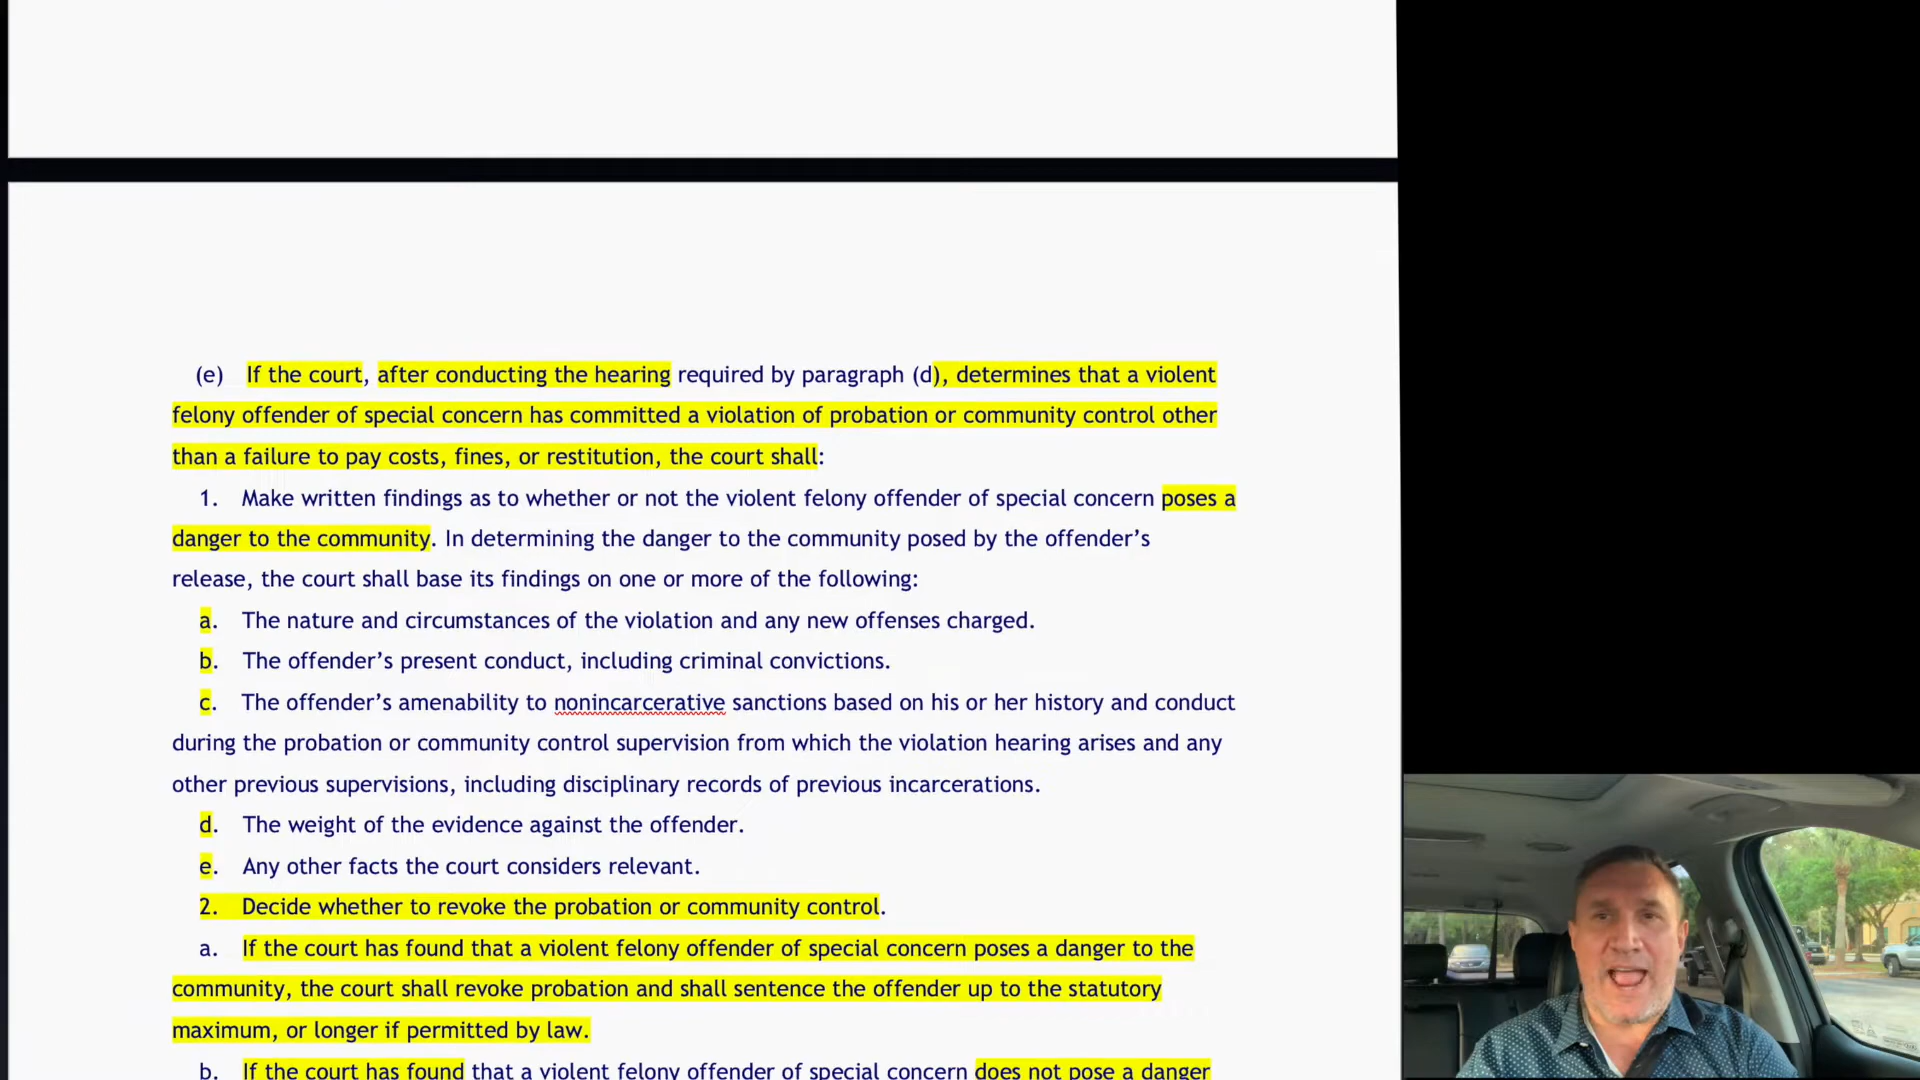 (e) If the court, after conducting the hearing required by paragraph (d), determines that a violent
felony offender of special concern has committed a violation of probation or community control other
than a failure to pay costs, fines, or restitution, the court shall:
1. Make written findings as to whether or not the violent felony offender of special concern poses a
danger to the community. In determining the danger to the community posed by the offender’s
release, the court shall base its findings on one or more of the following:
a. The nature and circumstances of the violation and any new offenses charged.
b. The offender’s present conduct, including criminal convictions.
c. The offender’s amenability to nonincarcerative sanctions based on his or her history and conduct
during the probation or community control supervision from which the violation hearing arises and any
other previous supervisions, including disciplinary records of previous incarcerations.
d. The weight of the evidence against the offender.
e. Any other facts the court considers relevant.
2. Decide whether to revoke the probation or community control.
a. If the court has found that a violent felony offender of special concern poses a danger to the
community, the court shall revoke probation and shall sentence the offender up to the statutory
maximum, or longer if permitted by law.
b. If the court has found that a violent felony offender of special concern does not pose a danger